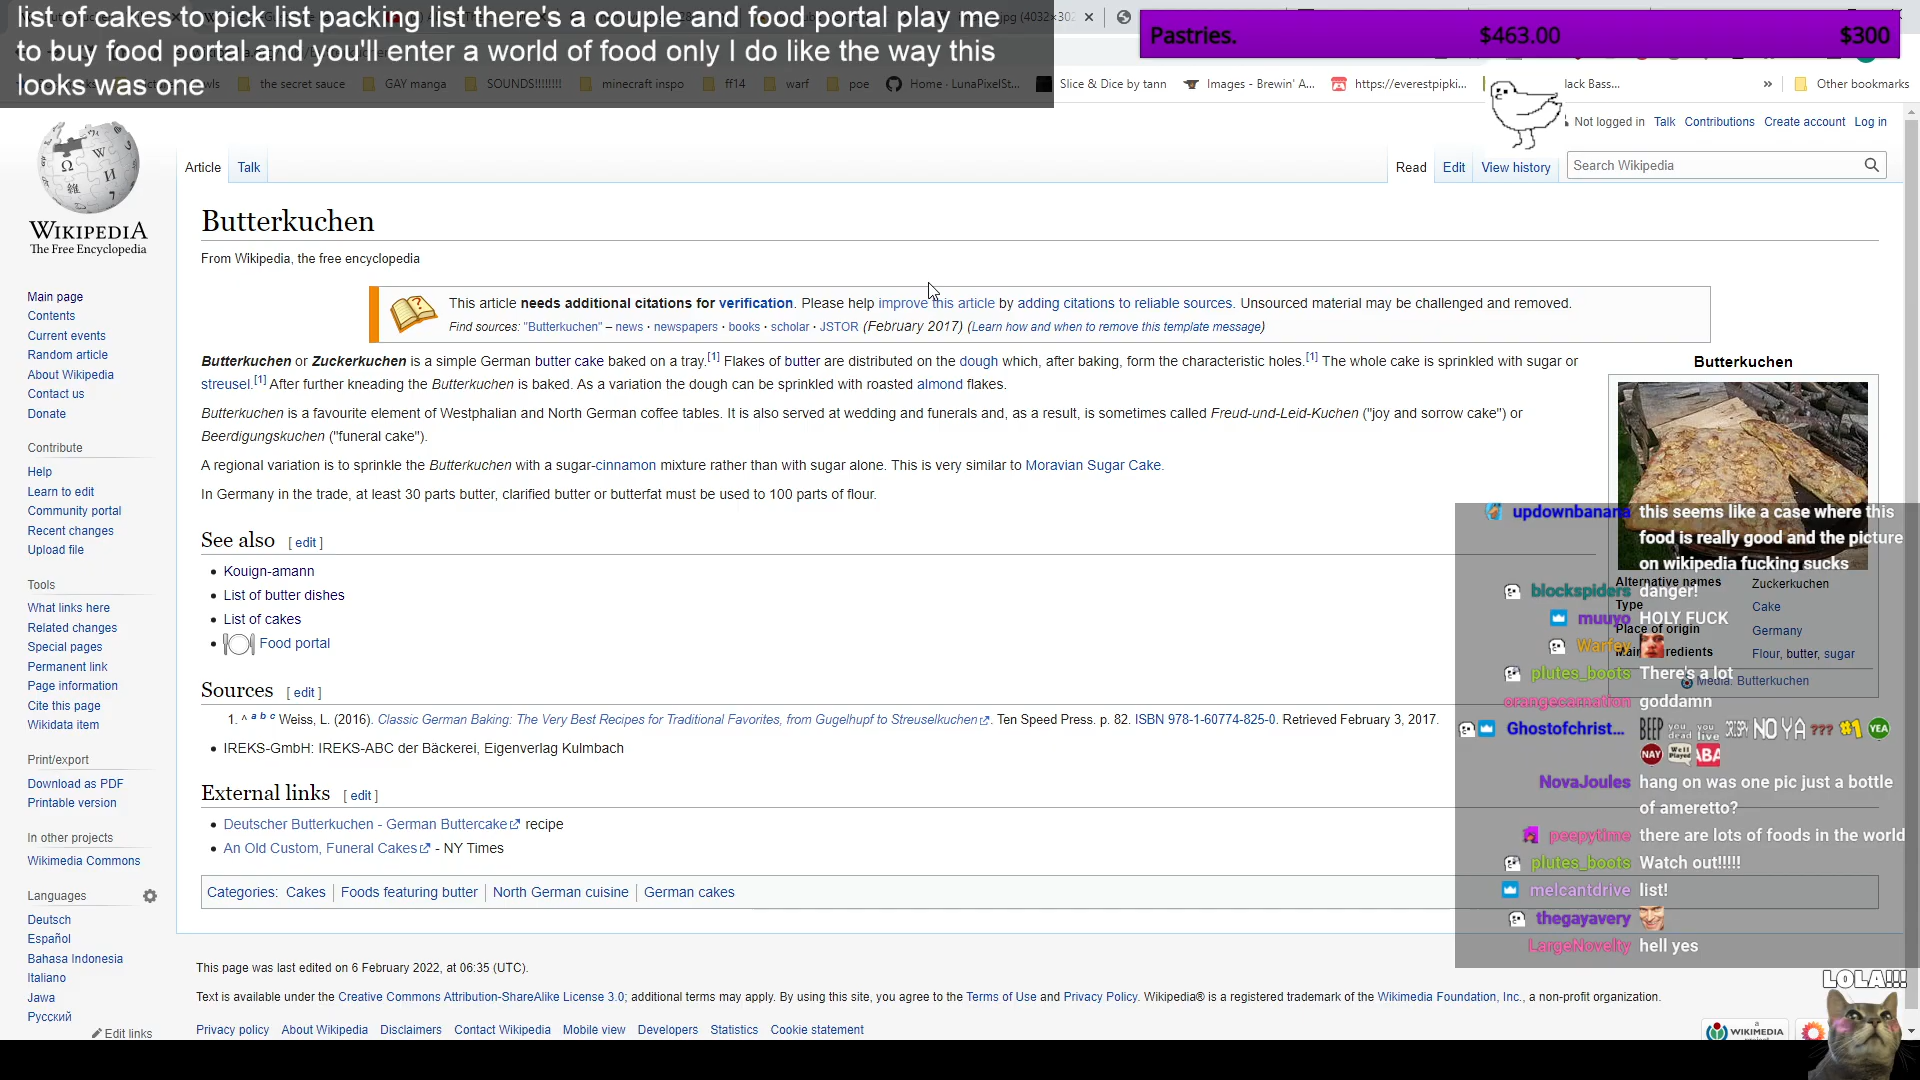 list of cakes to pick list packing list there's a couple and food portal play me
to buy food portal and you'll enter a world of food only I do like the way this
looks was one
Pastries. $463.00 $300
the secret sauce
GAY manga
SOUNDS!!!!!!!!
minecraft inspo
ff14
warf
poe
Home · LunaPixelSt...
Slice & Dice by tann
Images - Brewin' A...
https://everestpipki...
lack Bass...
»
Other bookmarks
Not logged in Talk Contributions Create account Log in
Article Talk
Read Edit View history
Search Wikipedia
WIKIPEDIA
The Free Encyclopedia
Main page
Contents
Current events
Random article
About Wikipedia
Contact us
Donate
Contribute
Help
Learn to edit
Community portal
Recent changes
Upload file
Tools
What links here
Related changes
Special pages
Permanent link
Page information
Cite this page
Wikidata item
Print/export
Download as PDF
Printable version
In other projects
Wikimedia Commons
Languages
Deutsch
Español
Bahasa Indonesia
Italiano
Jawa
Русский
Edit links
Butterkuchen
From Wikipedia, the free encyclopedia
This article needs additional citations for verification. Please help improve this article by adding citations to reliable sources. Unsourced material may be challenged and removed.
Find sources: "Butterkuchen" – news · newspapers · books · scholar · JSTOR (February 2017) (Learn how and when to remove this template message)
Butterkuchen or Zuckerkuchen is a simple German butter cake baked on a tray.[1] Flakes of butter are distributed on the dough which, after baking, form the characteristic holes.[1] The whole cake is sprinkled with sugar or
streusel.[1] After further kneading the Butterkuchen is baked. As a variation the dough can be sprinkled with roasted almond flakes.
Butterkuchen is a favourite element of Westphalian and North German coffee tables. It is also served at wedding and funerals and, as a result, is sometimes called Freud-und-Leid-Kuchen ("joy and sorrow cake") or
Beerdigungskuchen ("funeral cake").
A regional variation is to sprinkle the Butterkuchen with a sugar-cinnamon mixture rather than with sugar alone. This is very similar to Moravian Sugar Cake.
In Germany in the trade, at least 30 parts butter, clarified butter or butterfat must be used to 100 parts of flour.
See also [ edit ]
• Kouign-amann
• List of butter dishes
• List of cakes
• Food portal
Sources [ edit ]
1. ^ a b c Weiss, L. (2016). Classic German Baking: The Very Best Recipes for Traditional Favorites, from Gugelhupf to Streuselkuchen. Ten Speed Press. p. 82. ISBN 978-1-60774-825-0. Retrieved February 3, 2017.
• IREKS-GmbH: IREKS-ABC der Bäckerei, Eigenverlag Kulmbach
External links [ edit ]
• Deutscher Butterkuchen - German Buttercake recipe
• An Old Custom, Funeral Cakes - NY Times
Categories: Cakes | Foods featuring butter | North German cuisine | German cakes
Butterkuchen
Alternative names Zuckerkuchen
Type Cake
Place of origin Germany
Flour, butter, sugar
Media: Butterkuchen
updownbanana this seems like a case where this
food is really good and the picture
on wikipedia fucking sucks
blockspiders danger!
muuyo HOLY FUCK
Warfey
plutes_boots There's a lot
orangecarnation goddamn
Ghostofchrist... BEEP you dead you live CRISPY NO YA ??? #1 YEA
NAY Well Played ABA
NovaJoules hang on was one pic just a bottle
of ameretto?
peepytime there are lots of foods in the world
plutes_boots Watch out!!!!!
melcantdrive list!
thegayavery
LargeNovelty hell yes
LOLA!!!
This page was last edited on 6 February 2022, at 06:35 (UTC).
Text is available under the Creative Commons Attribution-ShareAlike License 3.0; additional terms may apply. By using this site, you agree to the Terms of Use and Privacy Policy. Wikipedia® is a registered trademark of the Wikimedia Foundation, Inc., a non-profit organization.
Privacy policy About Wikipedia Disclaimers Contact Wikipedia Mobile view Developers Statistics Cookie statement
a
WIKIMEDIA